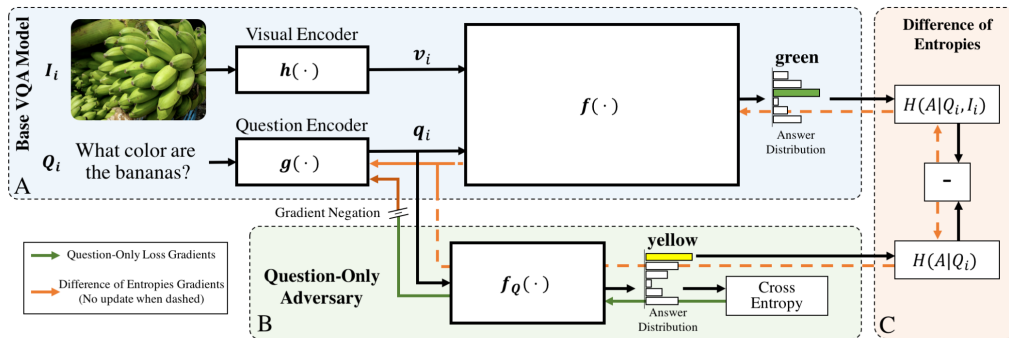 Base VQA Model
A
I_i
Visual Encoder
h(·)
v_i
Q_i
What color are
the bananas?
Question Encoder
g(·)
q_i
f(·)
green
Answer
Distribution
Difference of
Entropies
H(A|Q_i, I_i)
-
H(A|Q_i)
C
Gradient Negation
Question-Only Loss Gradients
Difference of Entropies Gradients
(No update when dashed)
Question-Only
Adversary
B
f_Q(·)
yellow
Answer
Distribution
Cross
Entropy